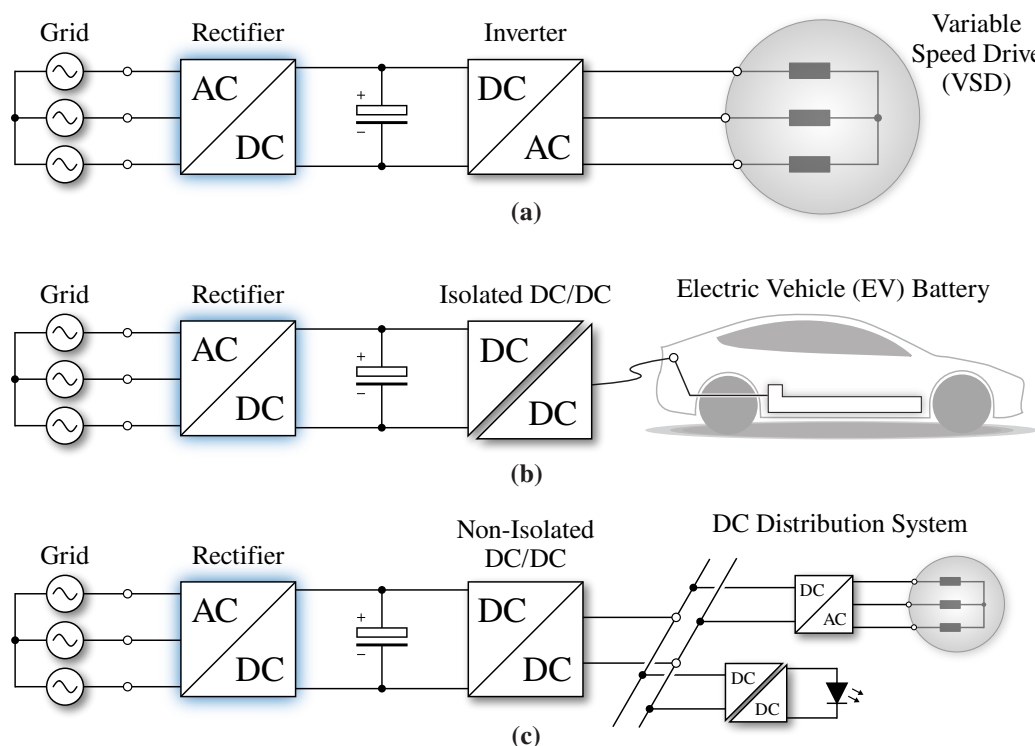 Grid
Rectifier
Inverter
Variable
Speed Drive
(VSD)
AC
DC
+
−
DC
AC
(a)
Grid
Rectifier
Isolated DC/DC
Electric Vehicle (EV) Battery
AC
DC
+
−
DC
DC
(b)
Grid
Rectifier
Non-Isolated
DC/DC
DC Distribution System
AC
DC
+
−
DC
DC
DC
AC
DC
DC
(c)